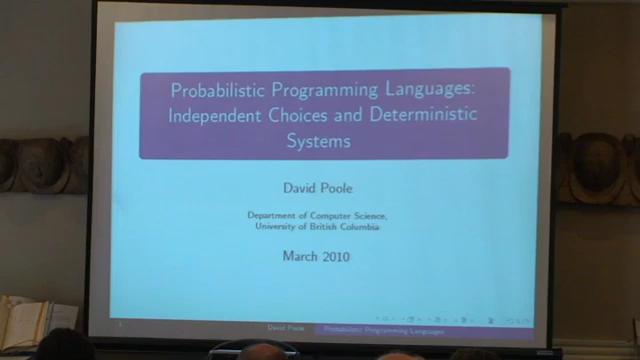 Probabilistic Programming Languages:
Independent Choices and Deterministic
Systems
David Poole
Department of Computer Science,
University of British Columbia
March 2010
1
David Poole
Probabilistic Programming Languages